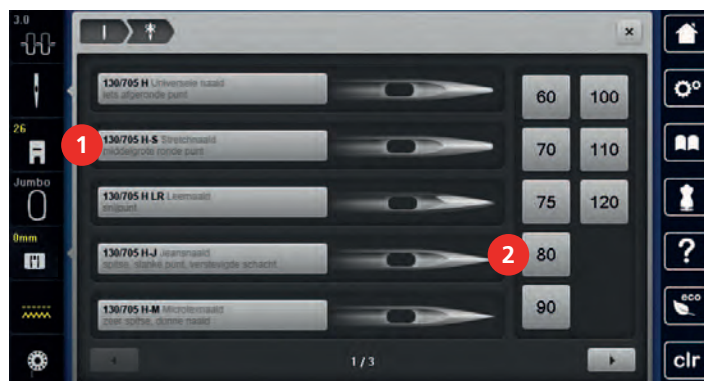 3.0
130/705 H Universele naald
iets afgeronde punt
60
100
26
1
130/705 H-S Stretchnaald
middelgrote ronde punt
70
110
Jumbo
130/705 H LR Leernaald
snijpunt
75
120
0mm
130/705 H-J Jeansnaald
spitse, slanke punt, verstevigde schacht
2
80
?
130/705 H-M Microtexnaald
zeer spitse, dunne naald
90
eco
1 / 3
clr